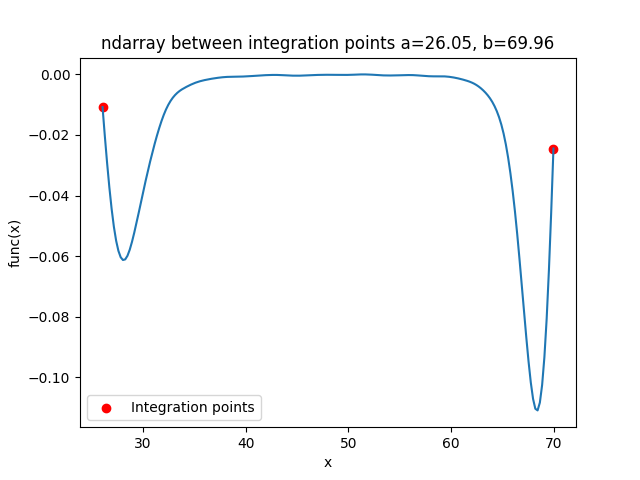 ndarray between integration points a=26.05, b=69.96
0.00
−0.02
−0.04
−0.06
−0.08
−0.10
func(x)
Integration points
30
40
50
60
70
x